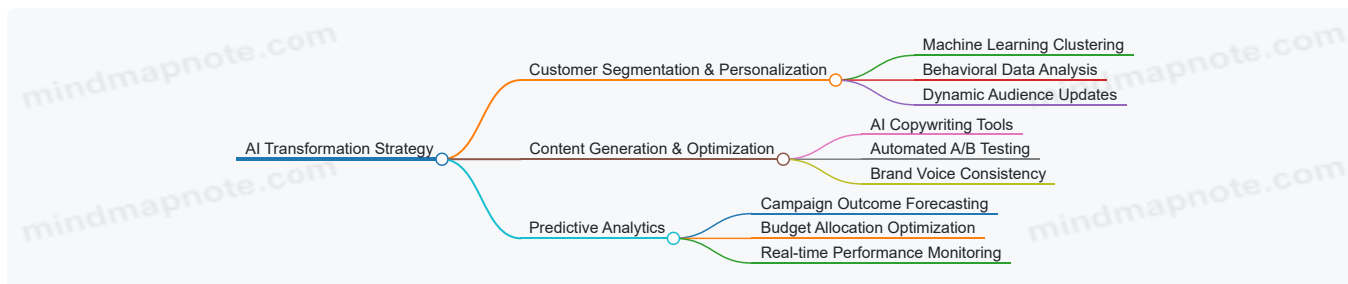 mindmapnote.com
mindmapnote.com
Machine Learning Clustering
Customer Segmentation & Personalization
Behavioral Data Analysis
mindmapnote.com
Dynamic Audience Updates
AI Copywriting Tools
AI Transformation Strategy
Content Generation & Optimization
Automated A/B Testing
Brand Voice Consistency
mindmapnote.com
mindmapnote.com
Campaign Outcome Forecasting
Predictive Analytics
Budget Allocation Optimization
Real-time Performance Monitoring